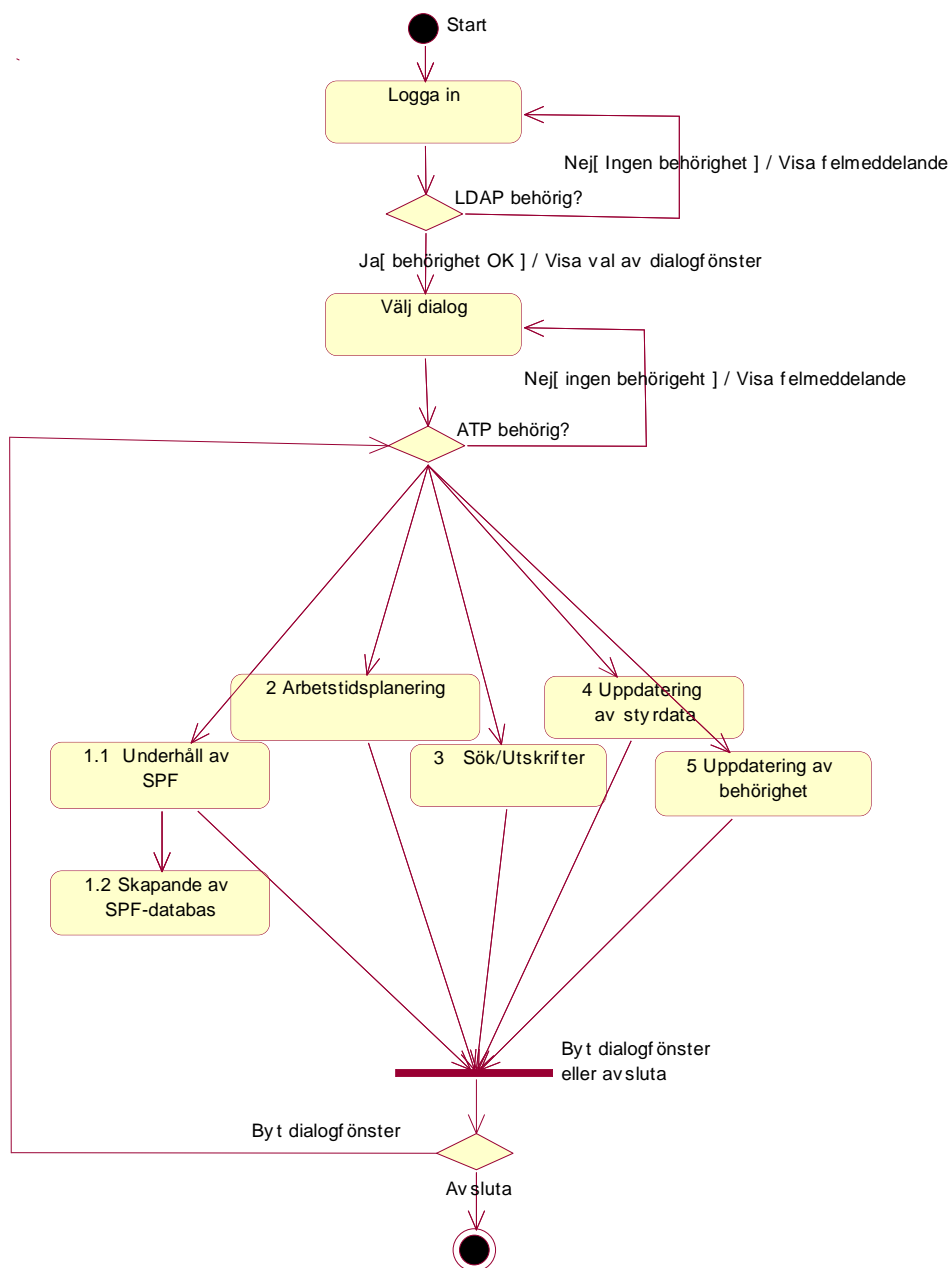 Start
Logga in
Nej[ Ingen behörighet ] / Visa felmeddelande
LDAP behörig?
Ja[ behörighet OK ] / Visa val av dialogfönster
Välj dialog
Nej[ ingen behörigeht ] / Visa felmeddelande
ATP behörig?
2 Arbetstidsplanering
4 Uppdatering
av styrdata
1.1 Underhåll av
SPF
3 Sök/Utskrifter
5 Uppdatering av
behörighet
1.2 Skapande av
SPF-databas
Byt dialogfönster
eller avsluta
Byt dialogfönster
Avsluta